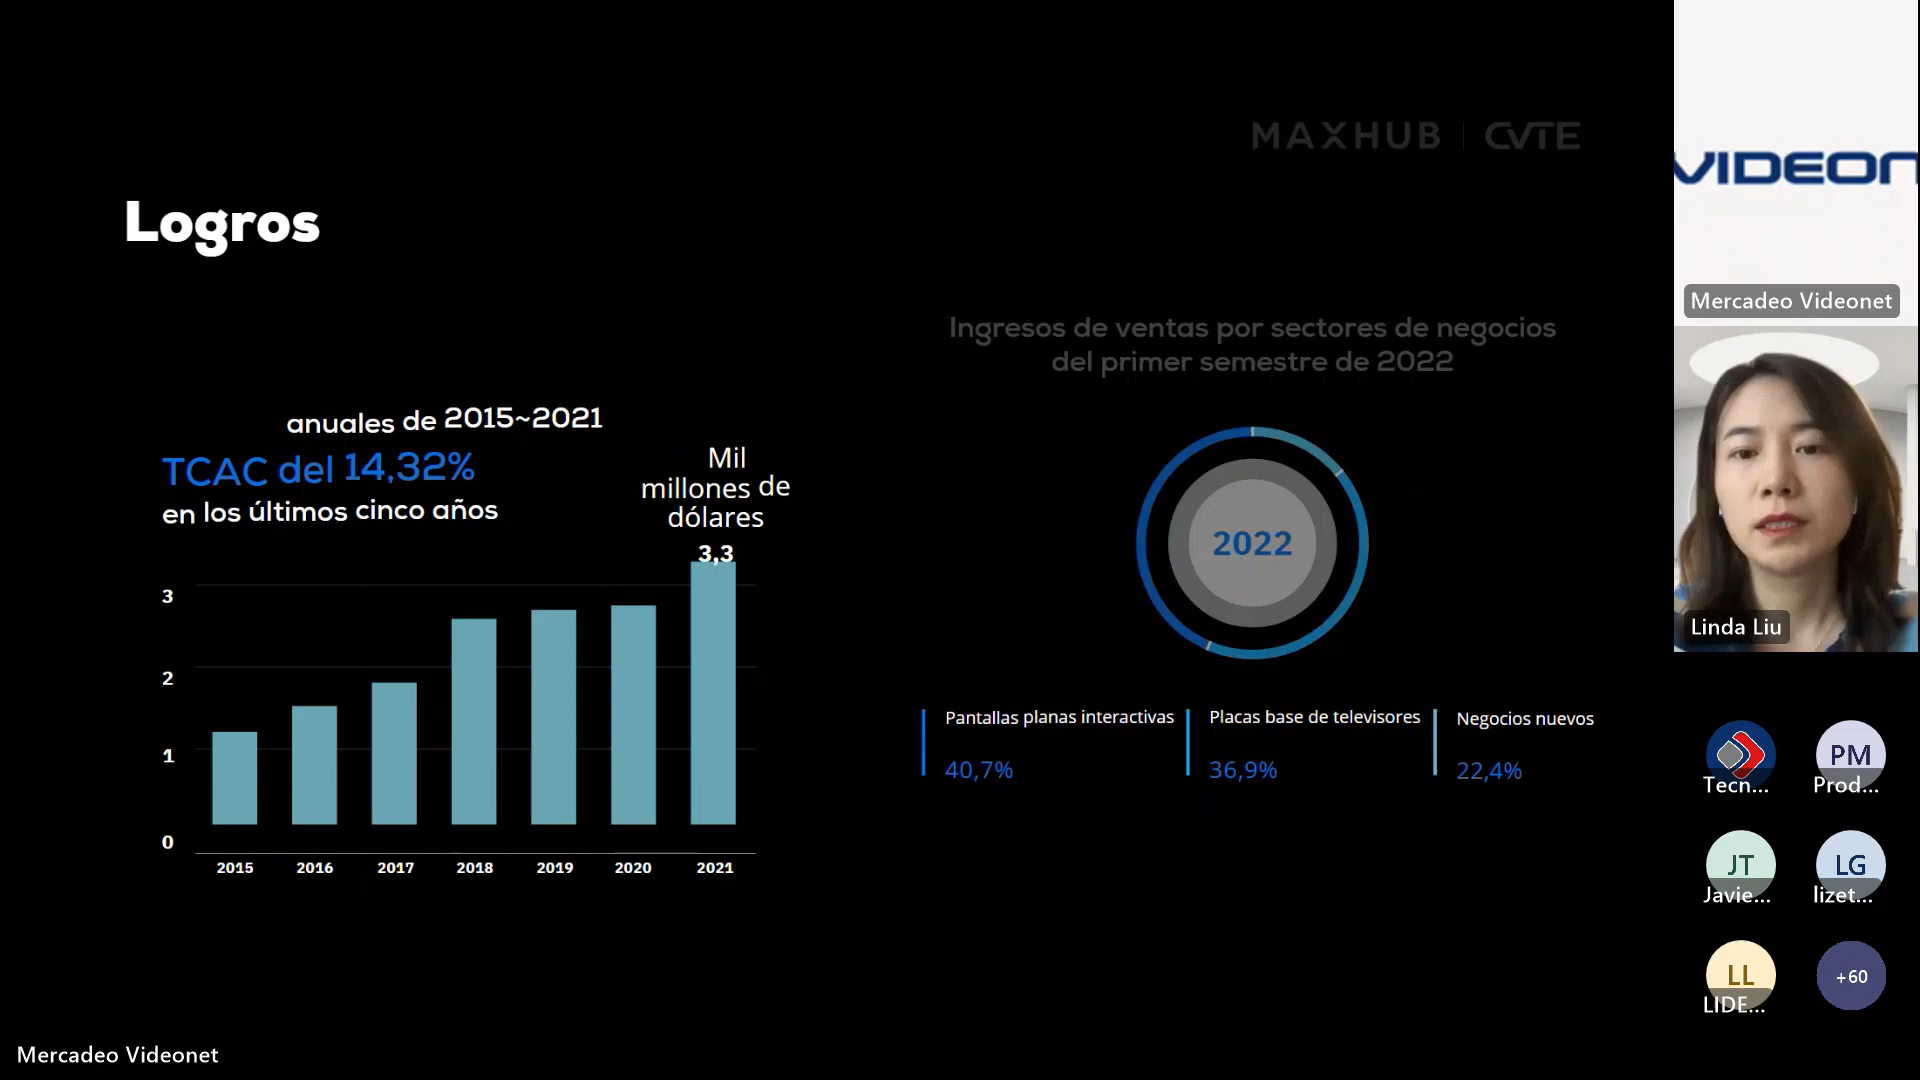 MAXHUB | CVTE
Logros
anuales de 2015~2021
TCAC del 14,32%
en los últimos cinco años
Mil
millones de
dólares
3,3
3
2
1
0
2015 2016 2017 2018 2019 2020 2021
Ingresos de ventas por sectores de negocios
del primer semestre de 2022
2022
Pantallas planas interactivas
40,7%
Placas base de televisores
36,9%
Negocios nuevos
22,4%
VIDEON
Mercadeo Videonet
Linda Liu
Tecn...
PM
Prod...
JT
Javie...
LG
lizet...
LL
LIDE...
+60
Mercadeo Videonet